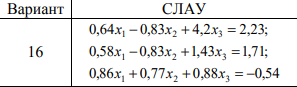 Вариант СЛАУ
16
0,64x₁ − 0,83x₂ + 4,2x₃ = 2,23;
0,58x₁ − 0,83x₂ + 1,43x₃ = 1,71;
0,86x₁ + 0,77x₂ + 0,88x₃ = −0,54